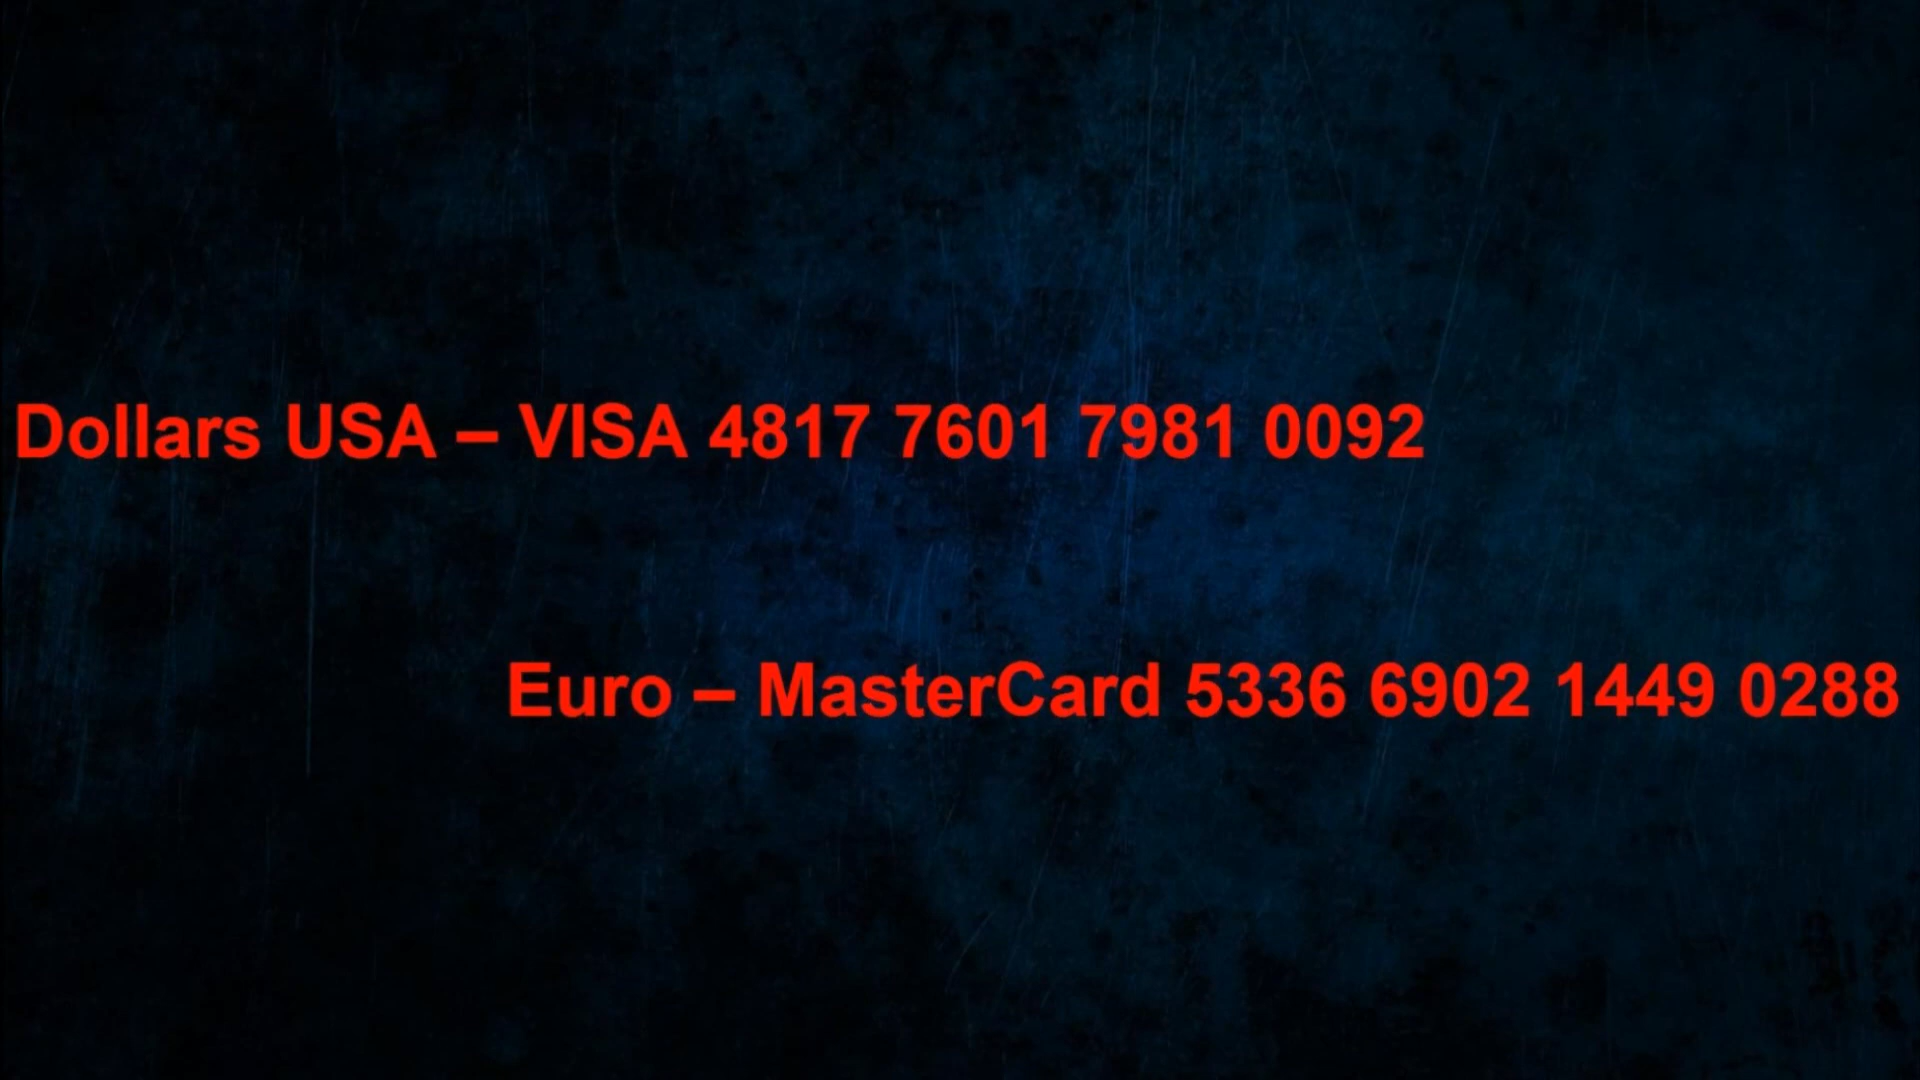 Dollars USA – VISA 4817 7601 7981 0092
Euro – MasterCard 5336 6902 1449 0288